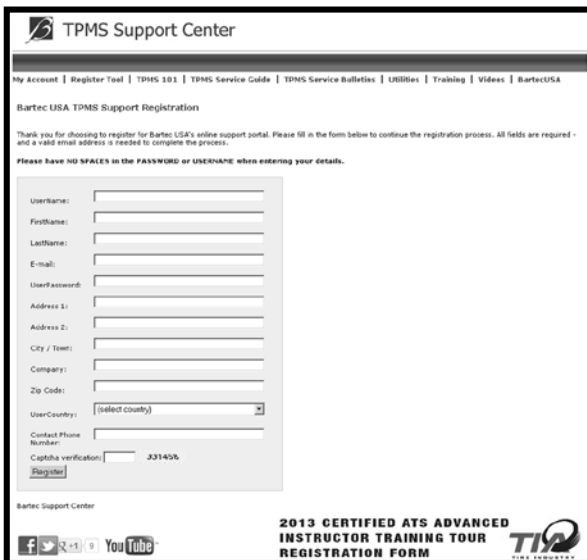 TPMS Support Center
My Account | Register Tool | TPMS 101 | TPMS Service Guide | TPMS Service Bulletins | Utilities | Training | Videos | BartecUSA
Bartec USA TPMS Support Registration
Thank you for choosing to register for Bartec USA's online support portal. Please fill in the form below to continue the registration process. All fields are required -
and a valid email address is needed to complete the process.
Please have NO SPACES in the PASSWORD or USERNAME when entering your details.
UserName:
FirstName:
LastName:
E-mail:
UserPassword:
Address 1:
Address 2:
City / Town:
Company:
Zip Code:
UserCountry: (select country)
Contact Phone
Number:
Captcha verification: 331456
Register
Bartec Support Center
f +1 9 YouTube
2013 CERTIFIED ATS ADVANCED
INSTRUCTOR TRAINING TOUR
REGISTRATION FORM
TIA
TIRE INDUSTRY